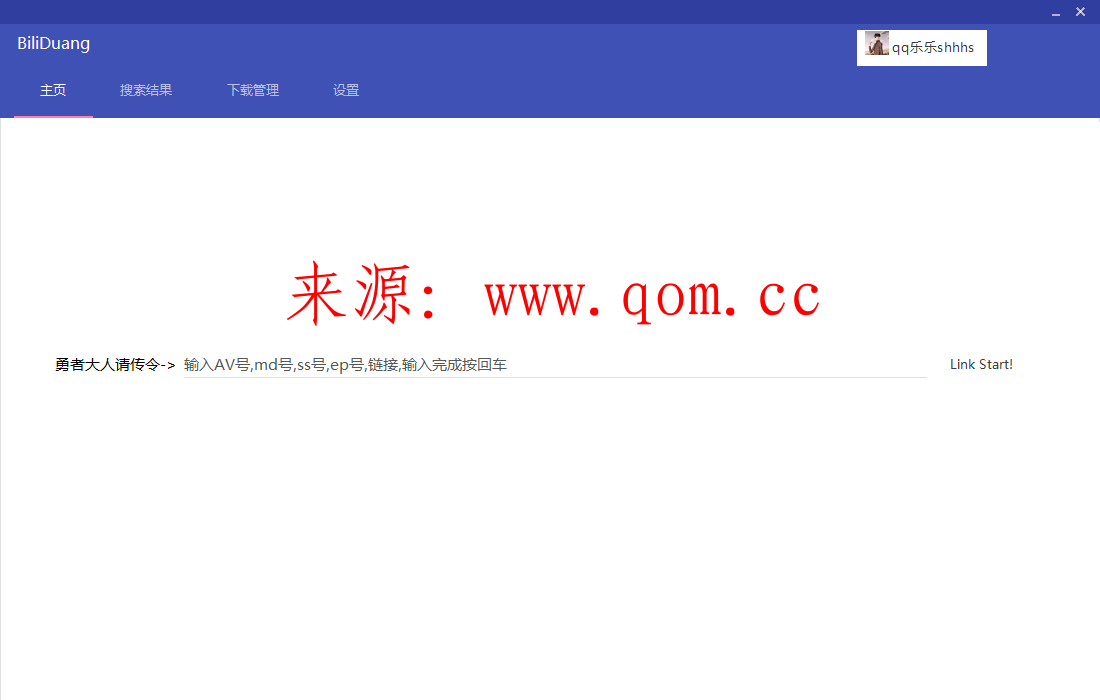 BiliDuang
qq乐乐shhhs
主页 搜索结果 下载管理 设置
来源: www.qom.cc
勇者大人请传令-> 输入AV号,md号,ss号,ep号,链接,输入完成按回车 Link Start!